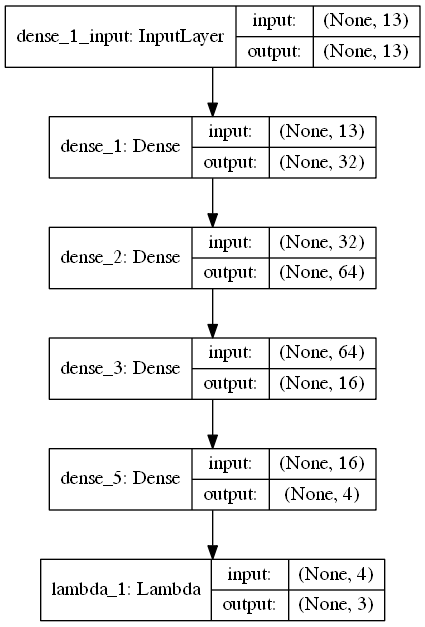 dense_1_input: InputLayer
input: (None, 13)
output: (None, 13)
dense_1: Dense
input: (None, 13)
output: (None, 32)
dense_2: Dense
input: (None, 32)
output: (None, 64)
dense_3: Dense
input: (None, 64)
output: (None, 16)
dense_5: Dense
input: (None, 16)
output: (None, 4)
lambda_1: Lambda
input: (None, 4)
output: (None, 3)